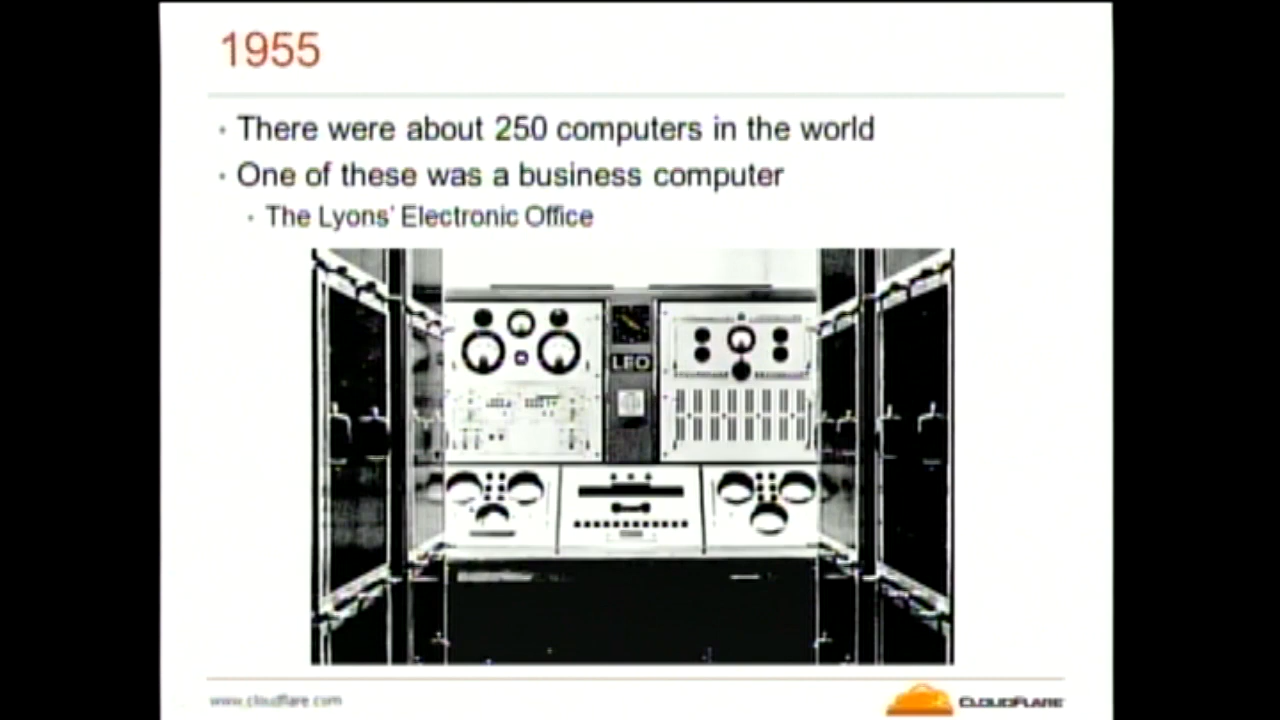 1955
There were about 250 computers in the world
One of these was a business computer
The Lyons' Electronic Office
LEO
www.cloudflare.com
CLOUDFLARE